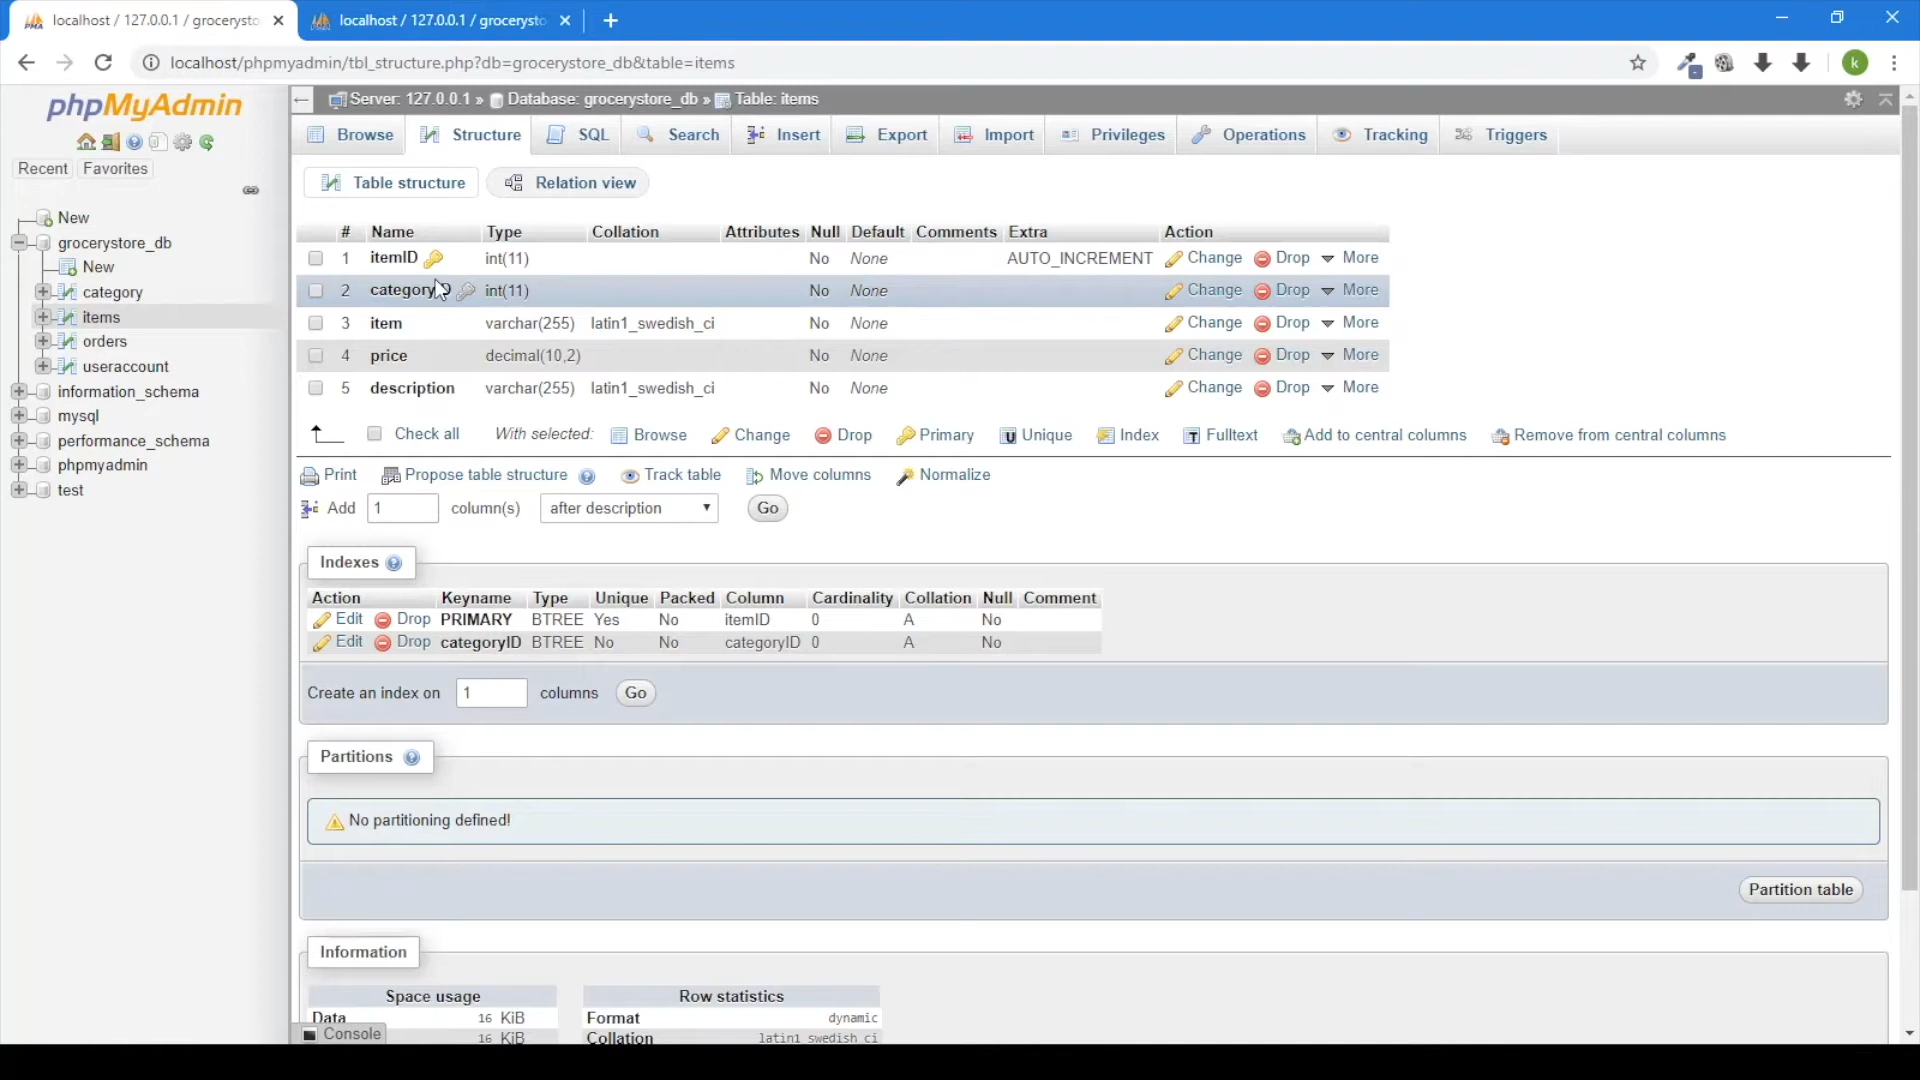 localhost / 127.0.0.1 / grocerysto
localhost / 127.0.0.1 / grocerysto
localhost/phpmyadmin/tbl_structure.php?db=grocerystore_db&table=items
k
phpMyAdmin
Recent Favorites
New
grocerystore_db
New
category
items
orders
useraccount
information_schema
mysql
performance_schema
phpmyadmin
test
Server: 127.0.0.1 » Database: grocerystore_db » Table: items
Browse Structure SQL Search Insert Export Import Privileges Operations Tracking Triggers
Table structure Relation view
# Name Type Collation Attributes Null Default Comments Extra Action
1 itemID int(11) No None AUTO_INCREMENT Change Drop More
2 categoryID int(11) No None Change Drop More
3 item varchar(255) latin1_swedish_ci No None Change Drop More
4 price decimal(10,2) No None Change Drop More
5 description varchar(255) latin1_swedish_ci No None Change Drop More
Check all With selected: Browse Change Drop Primary Unique Index Fulltext Add to central columns Remove from central columns
Print Propose table structure Track table Move columns Normalize
Add 1 column(s) after description Go
Indexes
Action Keyname Type Unique Packed Column Cardinality Collation Null Comment
Edit Drop PRIMARY BTREE Yes No itemID 0 A No
Edit Drop categoryID BTREE No No categoryID 0 A No
Create an index on 1 columns Go
Partitions
No partitioning defined!
Partition table
Information
Space usage Row statistics
Data 16 KiB Format dynamic
16 KiB Collation latin1_swedish_ci
Console